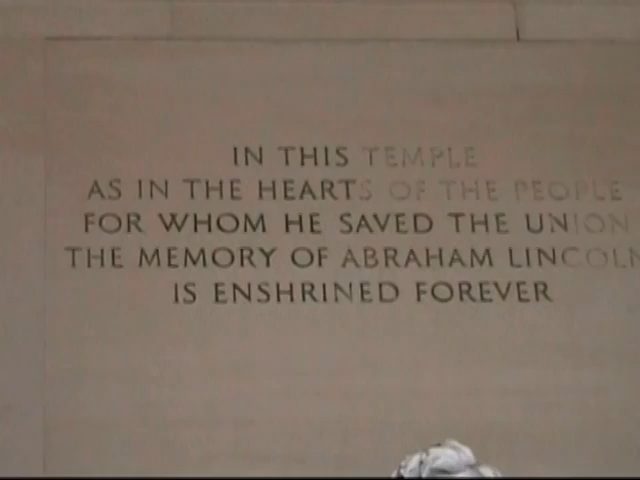 IN THIS TEMPLE
AS IN THE HEARTS OF THE PEOPLE
FOR WHOM HE SAVED THE UNION
THE MEMORY OF ABRAHAM LINCOLN
IS ENSHRINED FOREVER